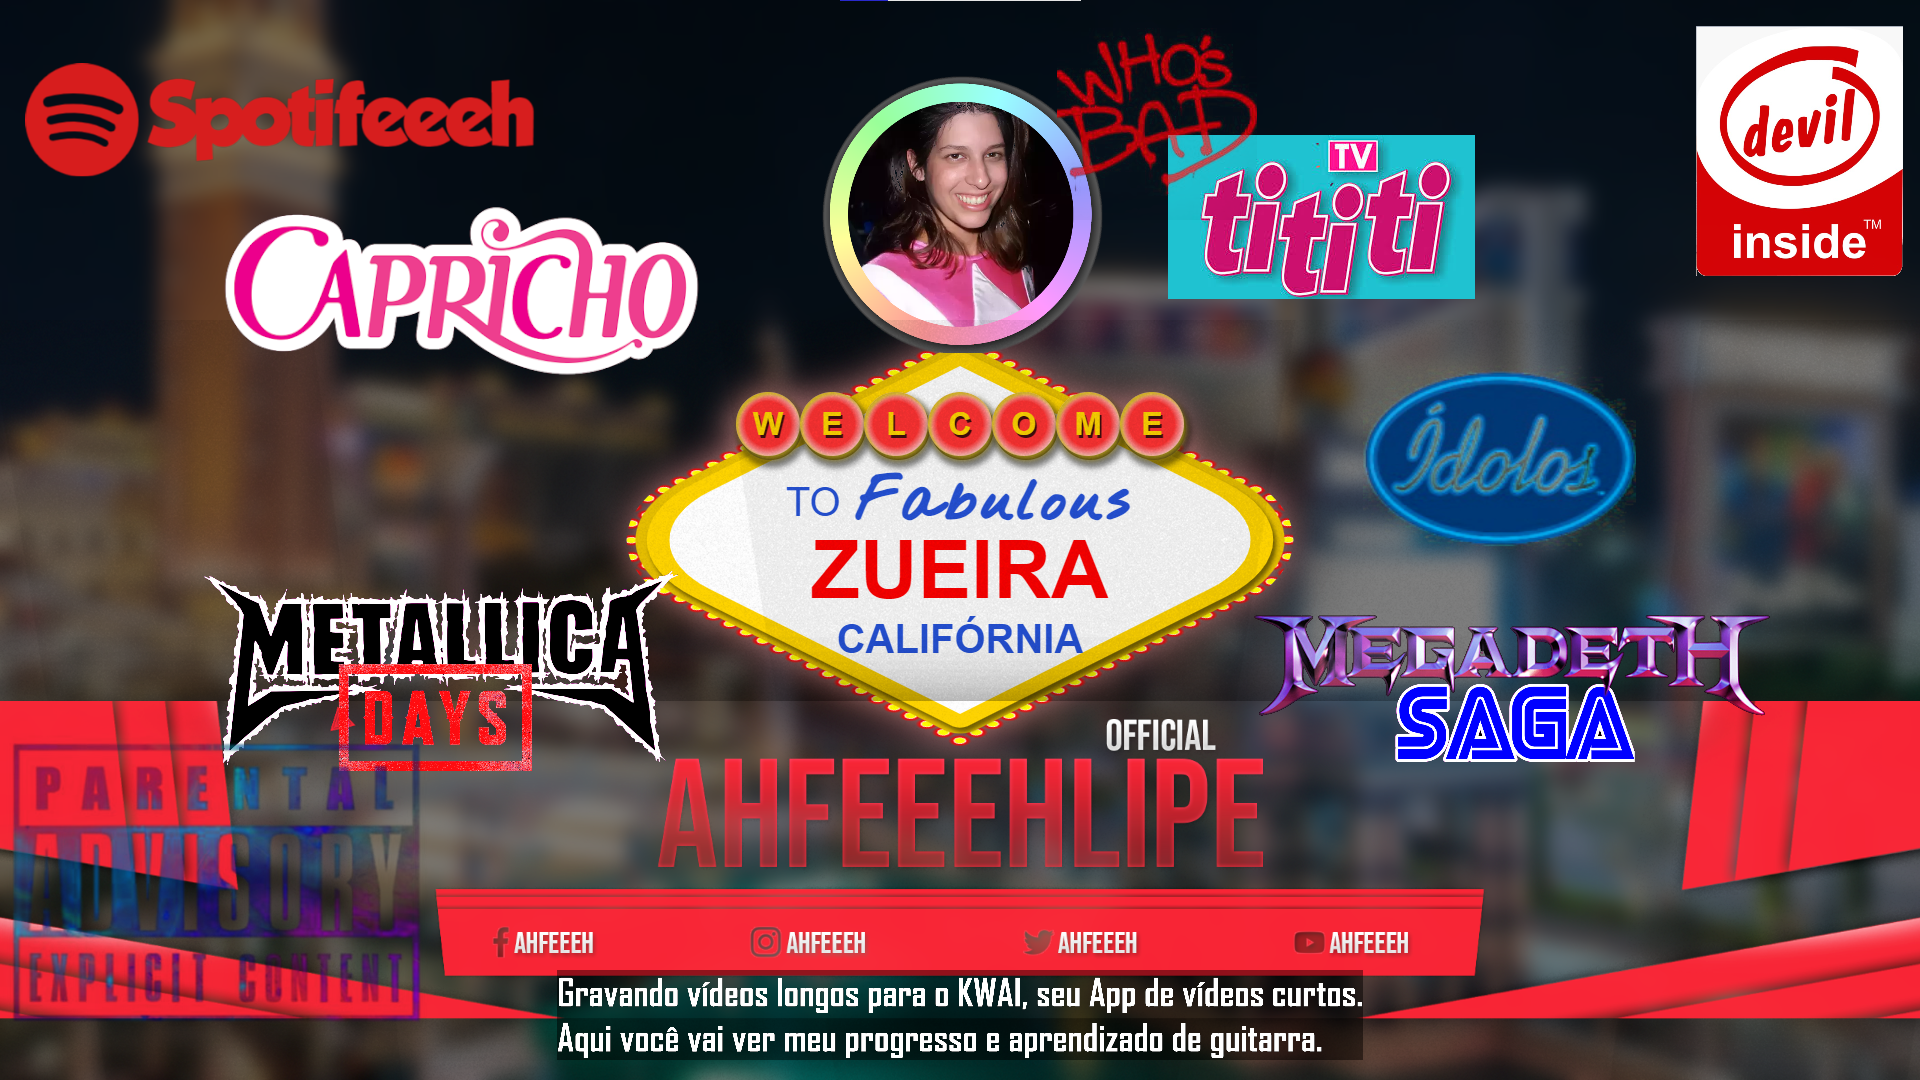 Spotifeeeh
WHO'S
BAD
TV
tititi
devil
inside™
CAPRICHO
WELCOME
TO Fabulous
ZUEIRA
CALIFÓRNIA
Ídolos
METALLICA
DAYS
MEGADETH
SAGA
OFFICIAL
AHFEEEHLIPE
PARENTAL
ADVISORY
EXPLICIT CONTENT
AHFEEEH
AHFEEEH
AHFEEEH
AHFEEEH
Gravando vídeos longos para o KWAI, seu App de vídeos curtos.
Aqui você vai ver meu progresso e aprendizado de guitarra.